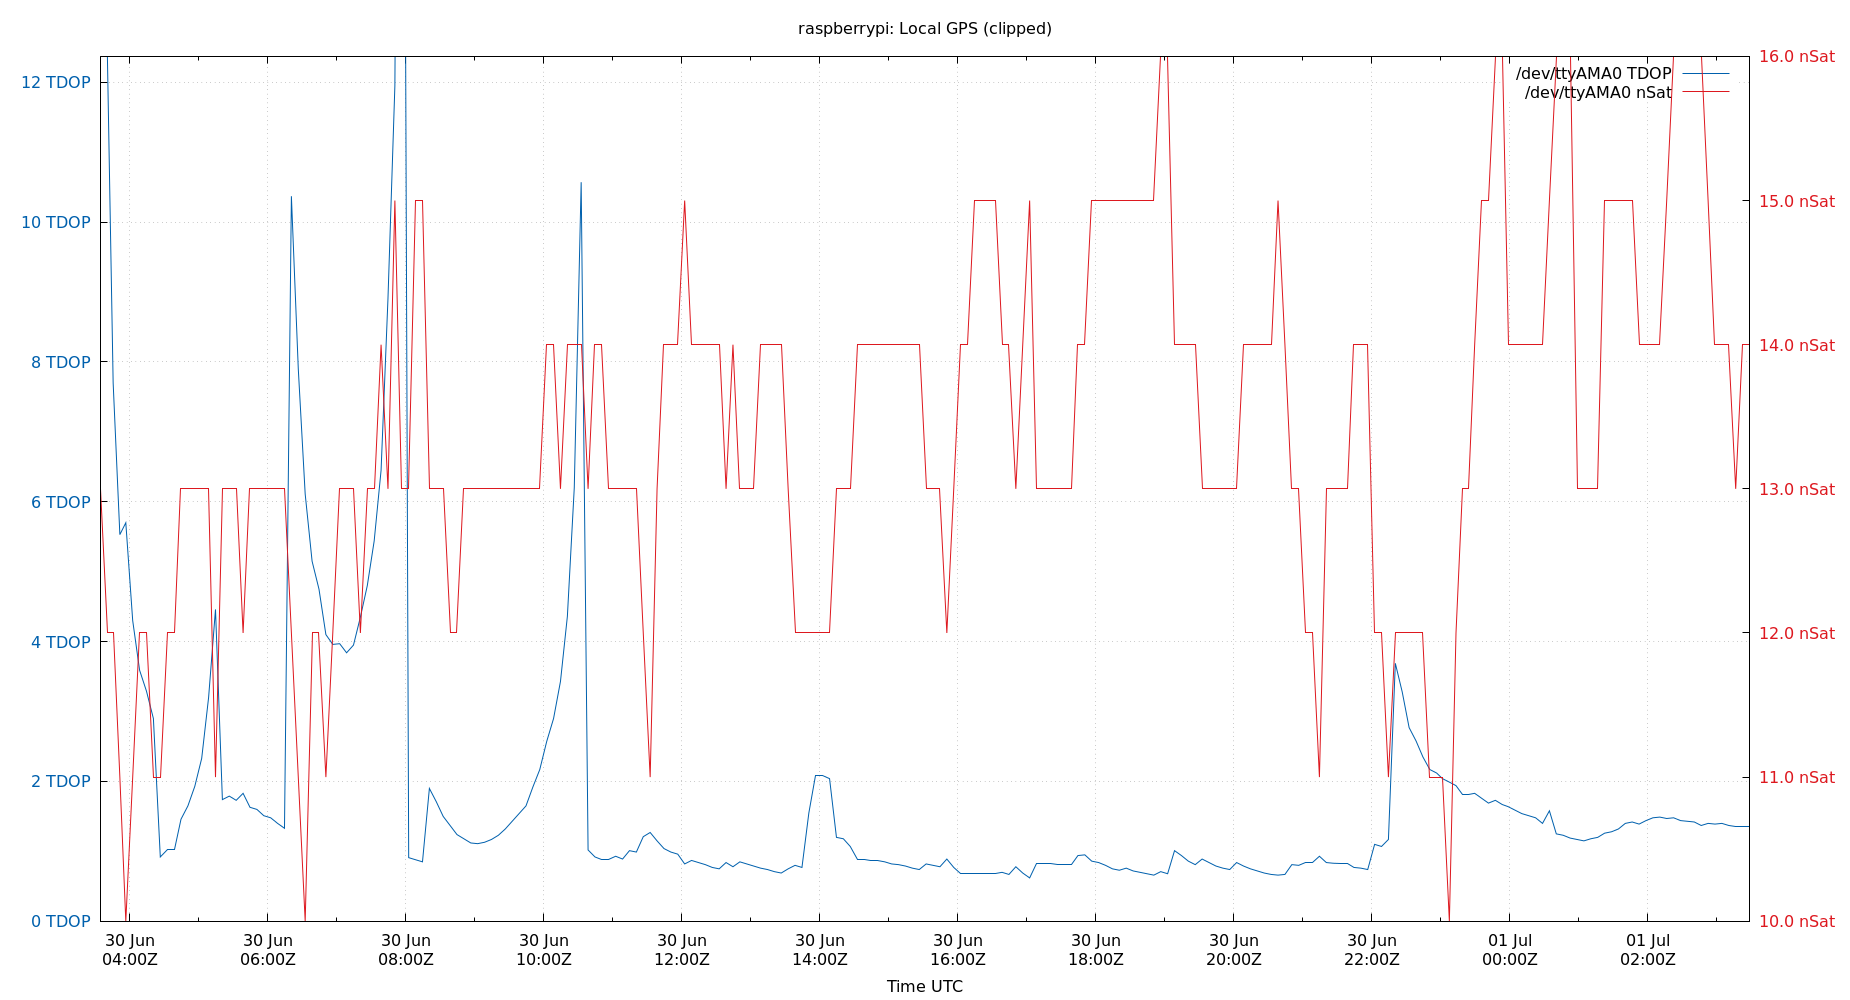 raspberrypi: Local GPS (clipped)
12 TDOP
10 TDOP
8 TDOP
6 TDOP
4 TDOP
2 TDOP
0 TDOP
16.0 nSat
15.0 nSat
14.0 nSat
13.0 nSat
12.0 nSat
11.0 nSat
10.0 nSat
/dev/ttyAMA0 TDOP
/dev/ttyAMA0 nSat
30 Jun 30 Jun 30 Jun 30 Jun 30 Jun 30 Jun 30 Jun 30 Jun 30 Jun 30 Jun 01 Jul 01 Jul
04:00Z 06:00Z 08:00Z 10:00Z 12:00Z 14:00Z 16:00Z 18:00Z 20:00Z 22:00Z 00:00Z 02:00Z
Time UTC